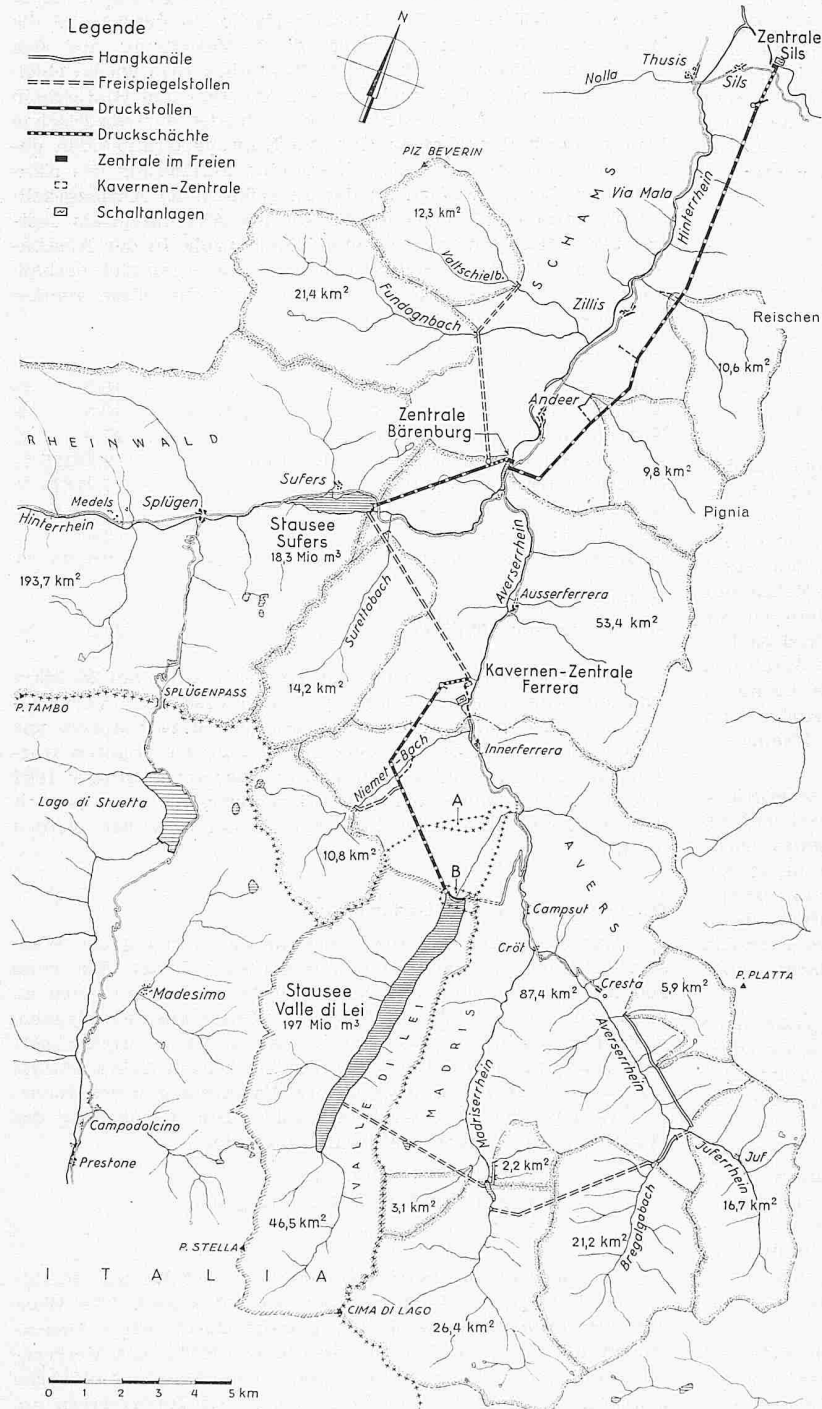 Legende
Hangkanäle
Freispiegelstollen
Druckstollen
Druckschächte
Zentrale im Freien
Kavernen-Zentrale
Schaltanlagen
N
Zentrale
Sils
Thusis
Nolla
Sils
PIZ BEVERIN
SCHAMS
Via Mala
Hinterrhein
12,3 km²
Valtschielb.
21,4 km²
Fundognbach
Zillis
Reischen
10,6 km²
Zentrale
Bärenburg
Andeer
RHEINWALD
9,8 km²
Sufers
Medels
Splügen
Hinterrhein
Stausee
Sufers
18,3 Mio m³
Pignia
193,7 km²
Surettabach
Averserrhein
Ausserferrera
53,4 km²
14,2 km²
Kavernen-Zentrale
Ferrera
P. TAMBO
SPLÜGENPASS
Innerferrera
Niemet-Bach
Lago di Stuetta
A
10,8 km²
B
AVERS
Campsut
Cröt
Cresta
5,9 km²
P. PLATTA
87,4 km²
Madesimo
Stausee
Valle di Lei
197 Mio m³
VALLE DI LEI
MADRIS
Averserrhein
Madriserrhein
Campodolcino
Prestone
2,2 km²
Juferrhein
Juf
3,1 km²
16,7 km²
46,5 km²
21,2 km²
Bregalgabach
P. STELLA
ITALIA
CIMA DI LAGO
26,4 km²
0 1 2 3 4 5 km